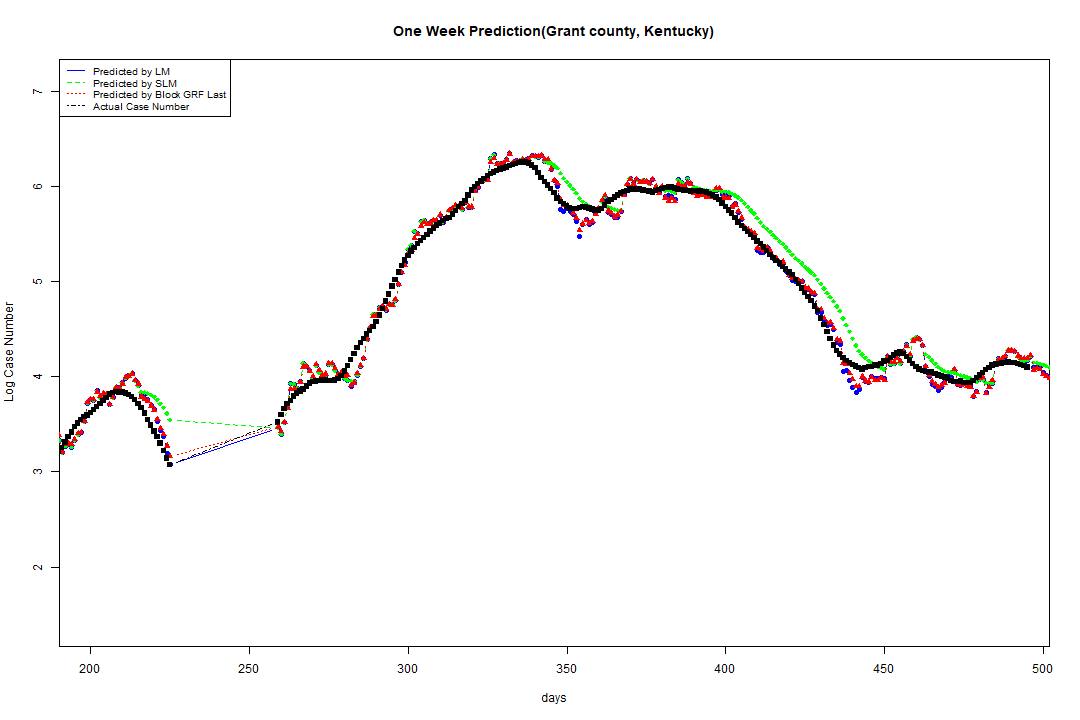 One Week Prediction(Grant county, Kentucky)
Predicted by LM
Predicted by SLM
Predicted by Block GRF Last
Actual Case Number
7
6
5
4
3
2
Log Case Number
200 250 300 350 400 450 500
days